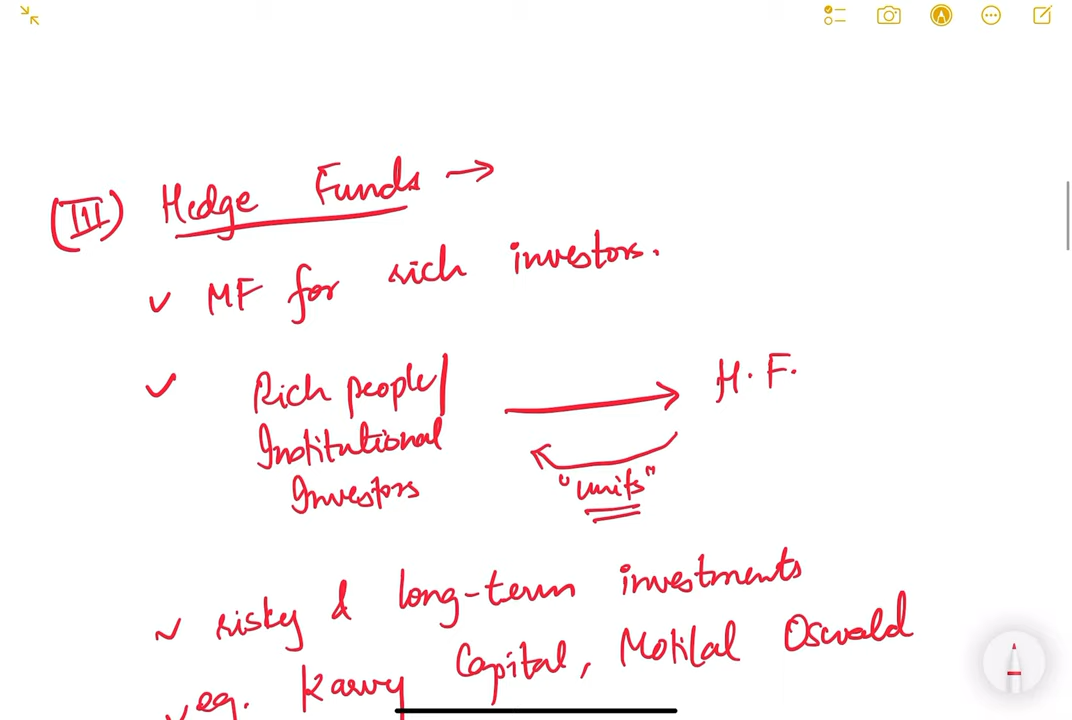 (III) Hedge Funds →
✓ MF for rich investors.
✓ Rich people/ → H. F.
Institutional
Investors
"units"
✓ risky & long-term investments
✓ eg. Karvy Capital, Motilal Oswald